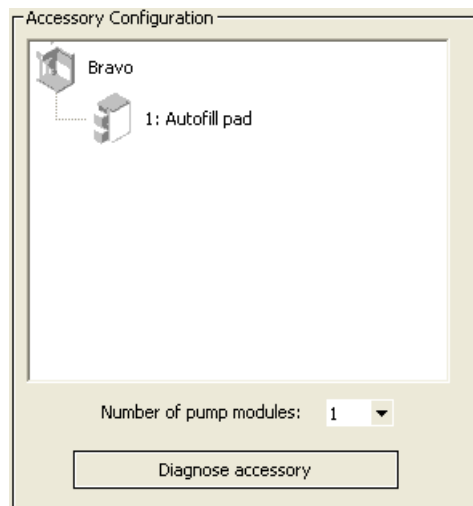 Accessory Configuration
Bravo
1: Autofill pad
Number of pump modules: 1
Diagnose accessory